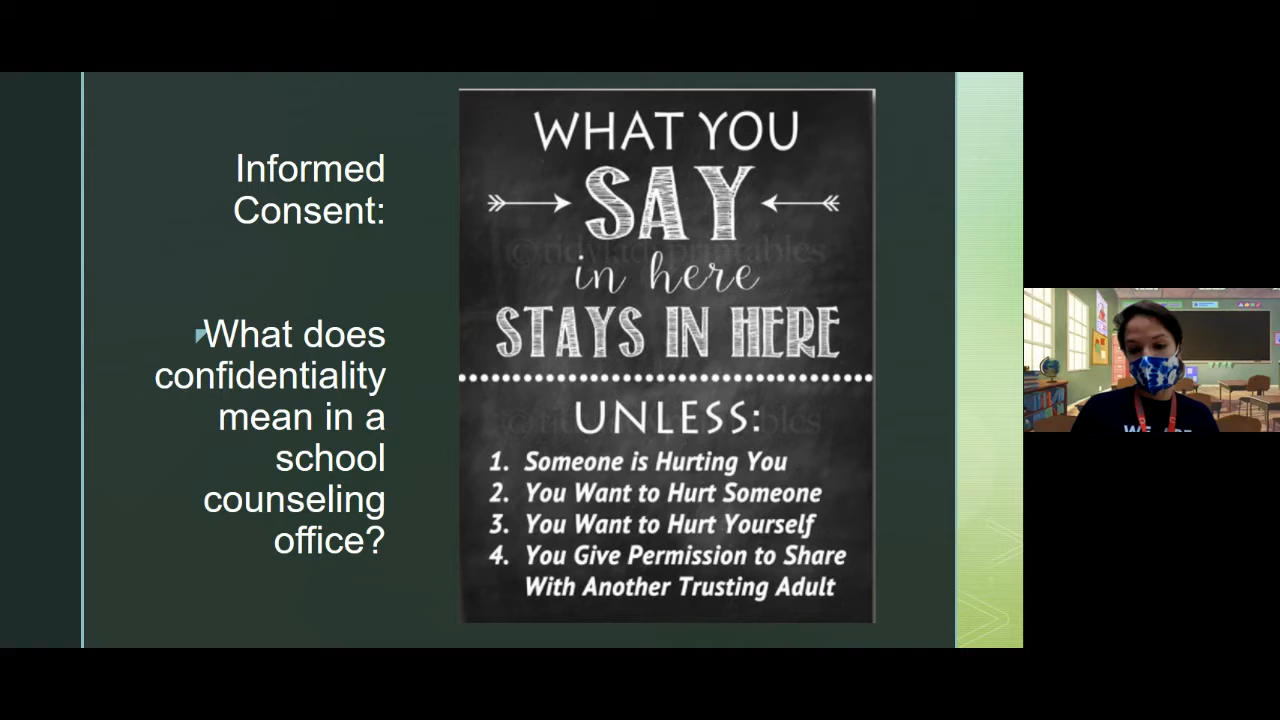 Informed
Consent:
What does
confidentiality
mean in a
school
counseling
office?
WHAT YOU
SAY
in here
STAYS IN HERE
UNLESS:
1. Someone is Hurting You
2. You Want to Hurt Someone
3. You Want to Hurt Yourself
4. You Give Permission to Share
With Another Trusting Adult
WE ARE